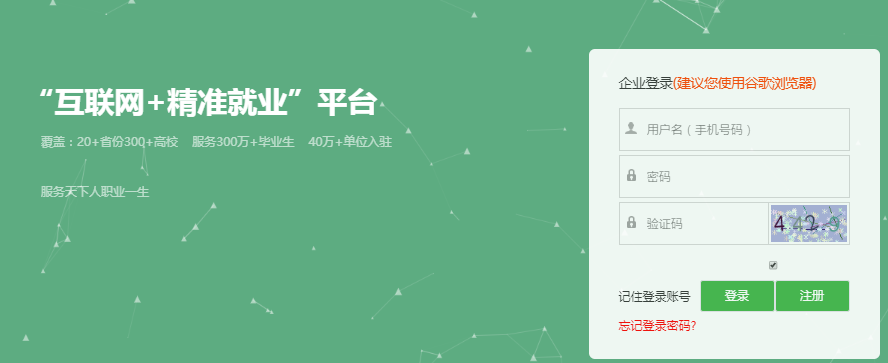 “互联网+精准就业”平台
覆盖：20+省份300+高校 服务300万+毕业生 40万+单位入驻
服务天下人职业一生
企业登录(建议您使用谷歌浏览器)
用户名（手机号码）
密码
验证码
记住登录账号 登录 注册
忘记登录密码?